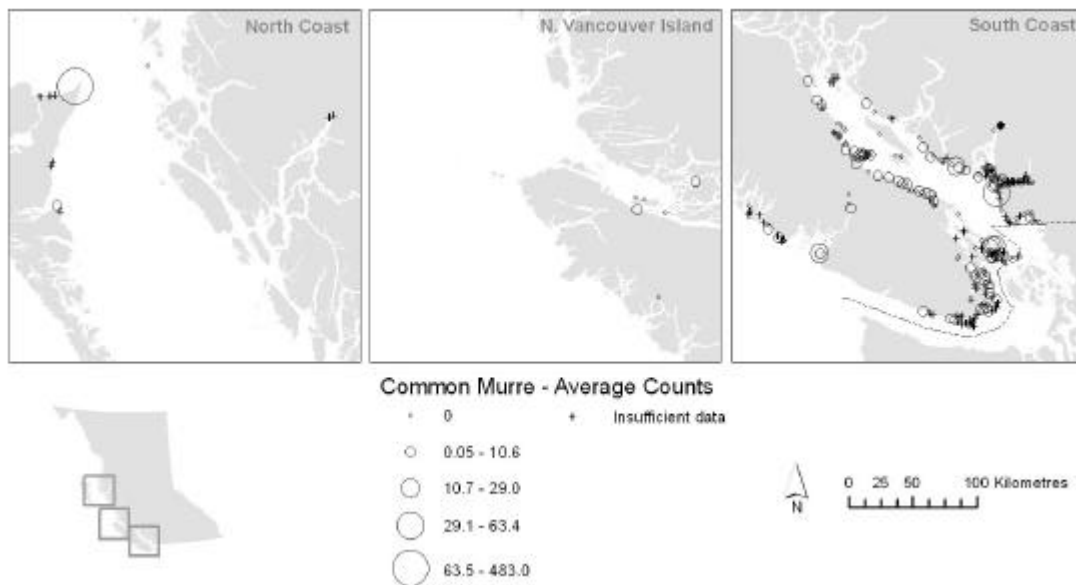 North Coast
N. Vancouver Island
South Coast
Common Murre - Average Counts
0
Insufficient data
0.05 - 10.6
10.7 - 29.0
29.1 - 63.4
63.5 - 483.0
N
0 25 50 100 Kilometres